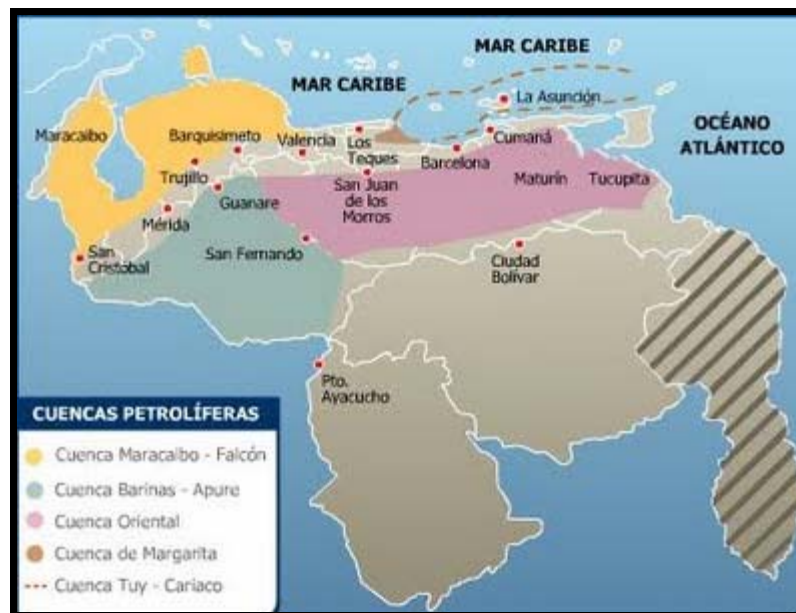 MAR CARIBE
MAR CARIBE
La Asunción
OCÉANO
ATLÁNTICO
Maracaibo
Barquisimeto
Valencia
Los
Teques
Cumaná
Barcelona
Trujillo
Guanare
San Juan
de los
Morros
Maturín
Tucupita
Mérida
San
Cristóbal
San Fernando
Ciudad
Bolívar
Pto.
Ayacucho
CUENCAS PETROLÍFERAS
Cuenca Maracaibo - Falcón
Cuenca Barinas - Apure
Cuenca Oriental
Cuenca de Margarita
Cuenca Tuy - Cariaco